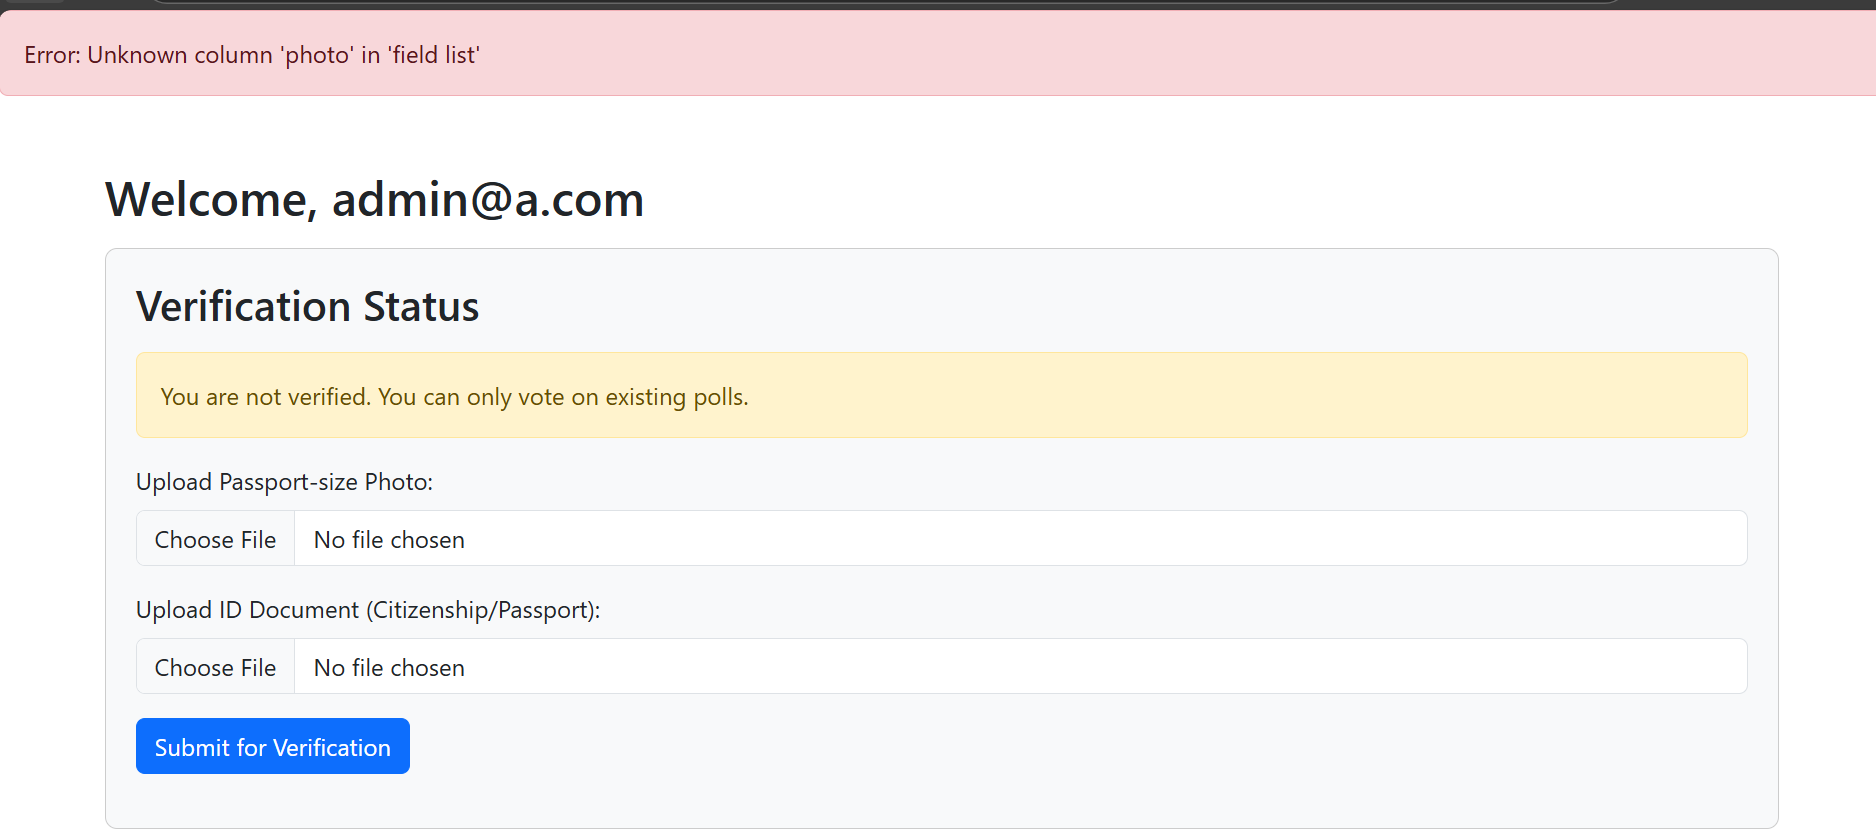 Error: Unknown column 'photo' in 'field list'
Welcome, admin@a.com
Verification Status
You are not verified. You can only vote on existing polls.
Upload Passport-size Photo:
Choose File No file chosen
Upload ID Document (Citizenship/Passport):
Choose File No file chosen
Submit for Verification